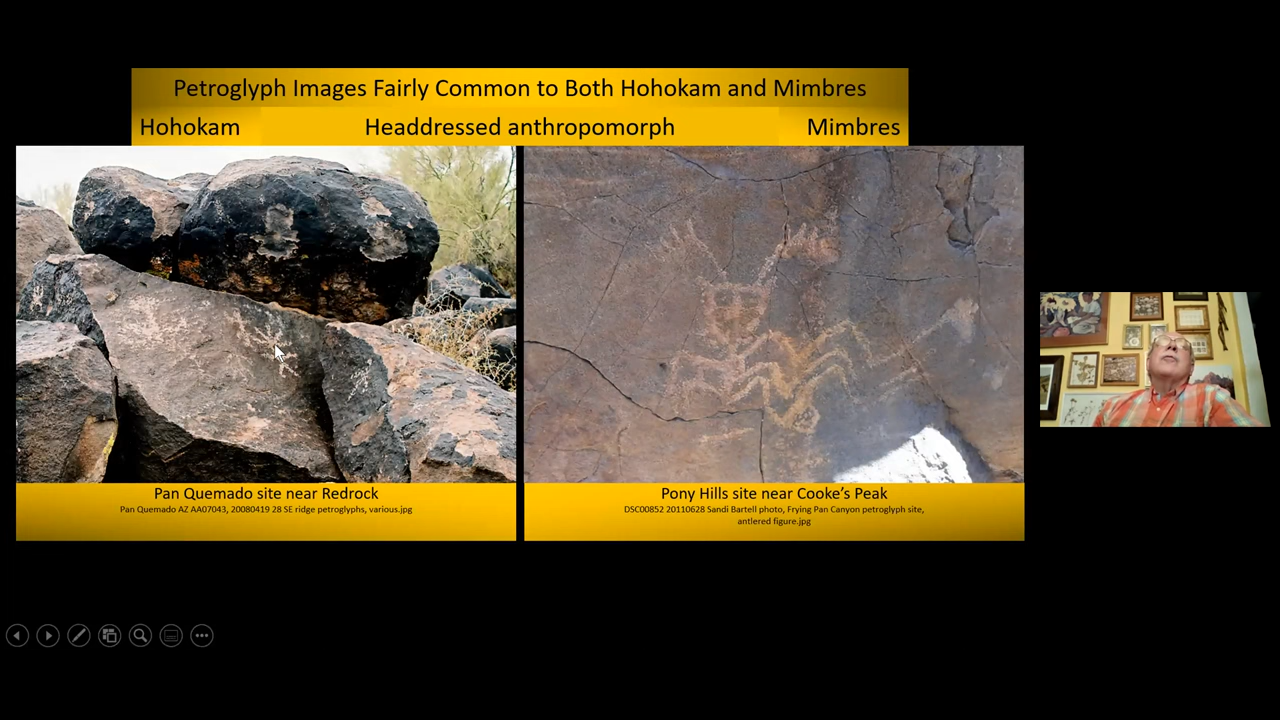 Petroglyph Images Fairly Common to Both Hohokam and Mimbres
Hohokam Headdressed anthropomorph Mimbres
Pan Quemado site near Redrock
Pan Quemado AZ AA07043, 20080419 28 SE ridge petroglyphs, various.jpg
Pony Hills site near Cooke's Peak
DSC00852 20110628 Sandi Bartell photo, Frying Pan Canyon petroglyph site,
antlered figure.jpg